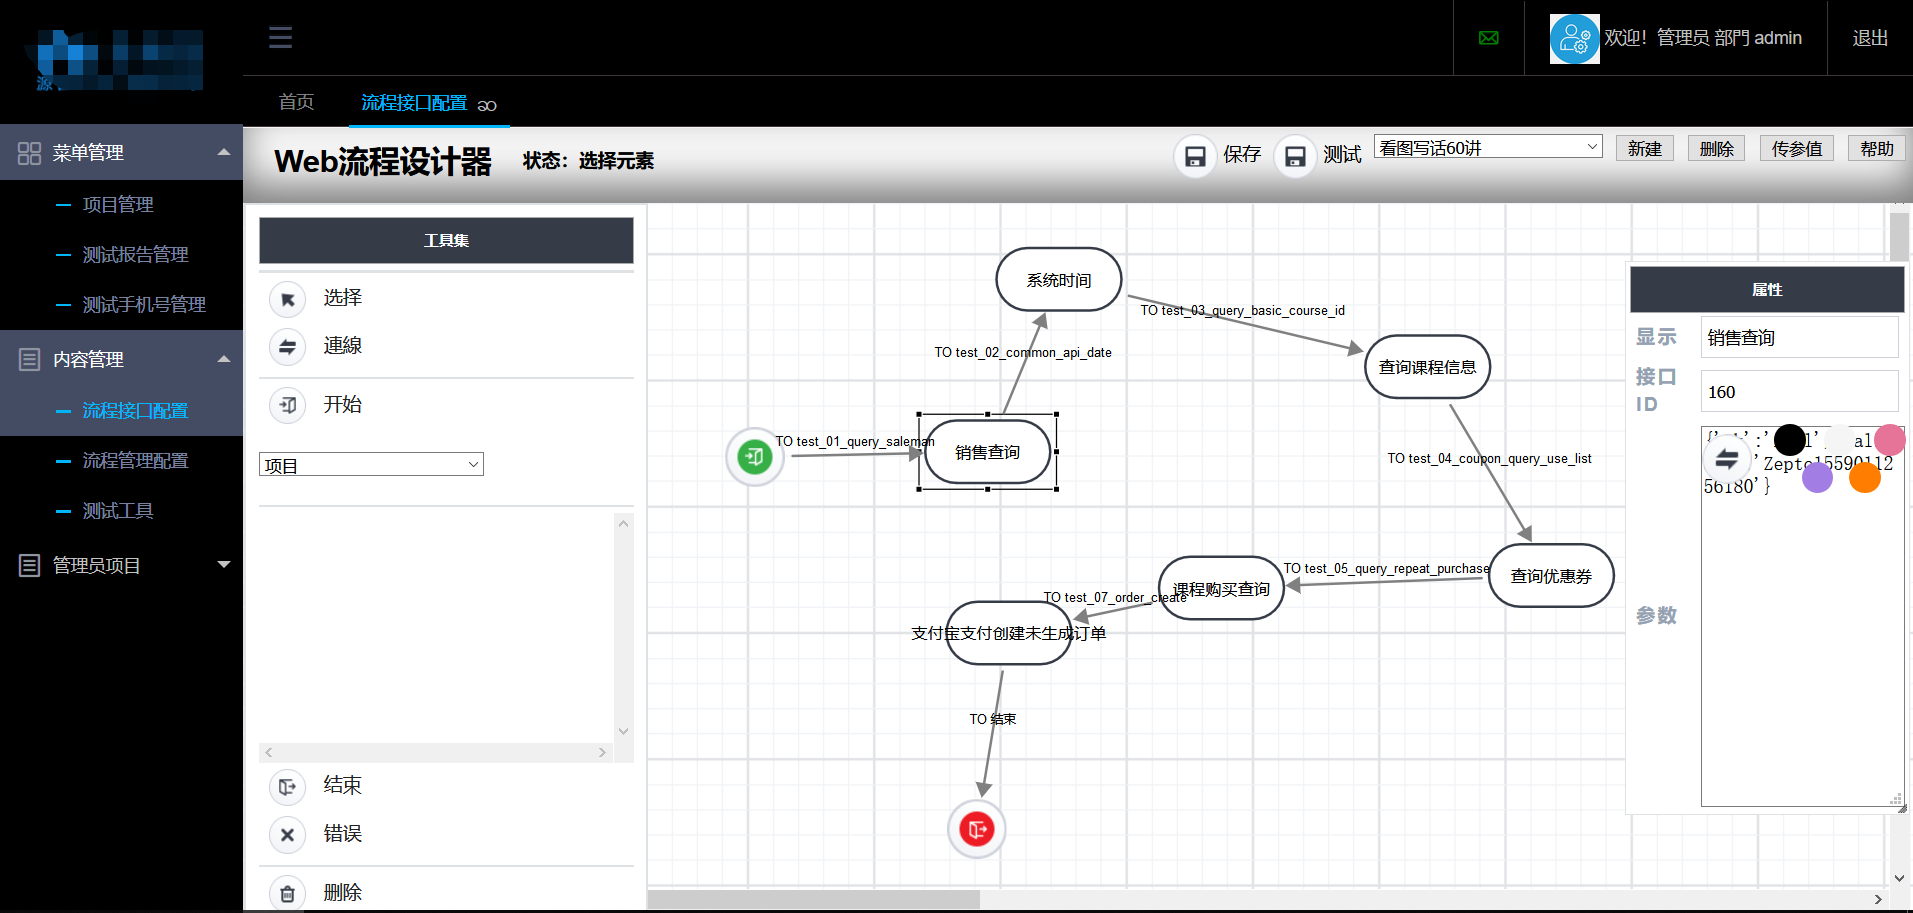 源
欢迎！管理员 部門 admin
退出
首页
流程接口配置
菜单管理
项目管理
测试报告管理
测试手机号管理
内容管理
流程接口配置
流程管理配置
测试工具
管理员项目
Web流程设计器
状态：选择元素
保存
测试
看图写话60讲
新建
删除
传参值
帮助
工具集
选择
連線
开始
项目
结束
错误
删除
系统时间
TO test_03_query_basic_course_id
TO test_02_common_api_date
查询课程信息
TO test_01_query_saleman
销售查询
TO test_04_coupon_query_use_list
TO test_05_query_repeat_purchase
查询优惠券
课程购买查询
TO test_07_order_create
支付宝支付创建未生成订单
TO 结束
属性
显示
销售查询
接口
ID
160
参数
'Zepto15590112
56180'}